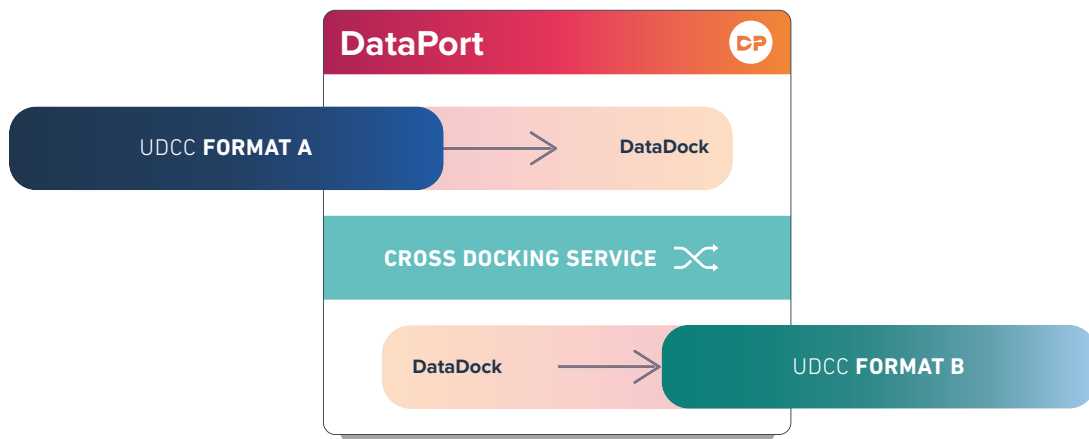 DataPort
DP
UDCC FORMAT A
DataDock
CROSS DOCKING SERVICE
DataDock
UDCC FORMAT B